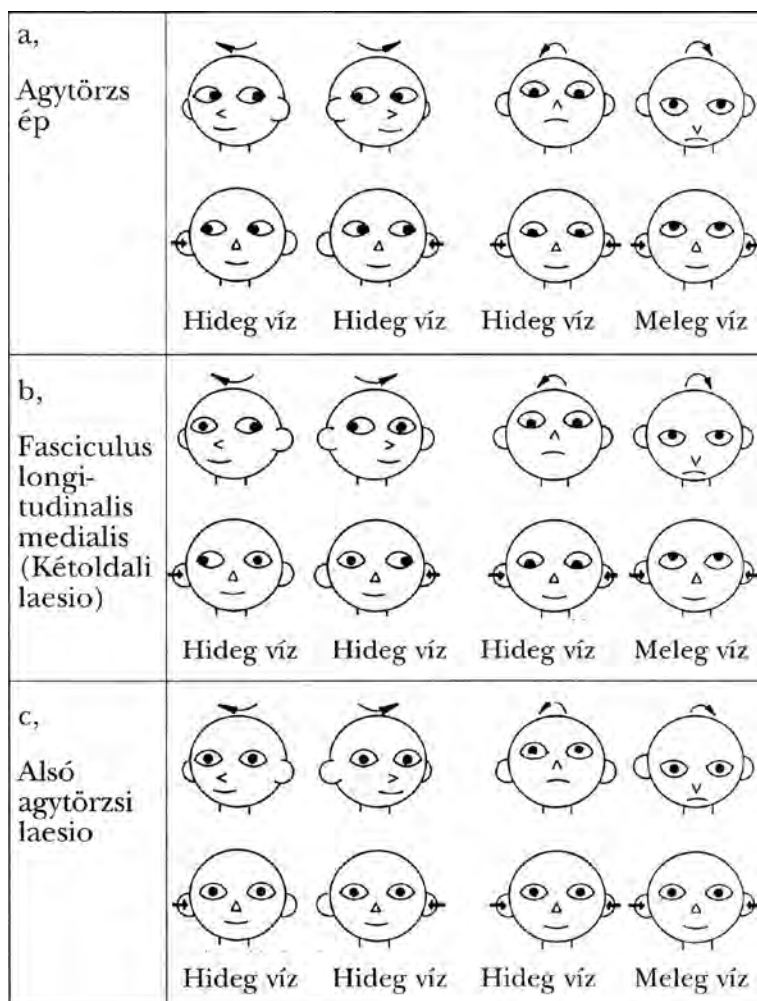 a,
Agytörzs
ép
Hideg víz Hideg víz Hideg víz Meleg víz
b,
Fasciculus
longi-
tudinalis
medialis
(Kétoldali
laesio)
Hideg víz Hideg víz Hideg víz Meleg víz
c,
Alsó
agytörzsi
laesio
Hideg víz Hideg víz Hideg víz Meleg víz